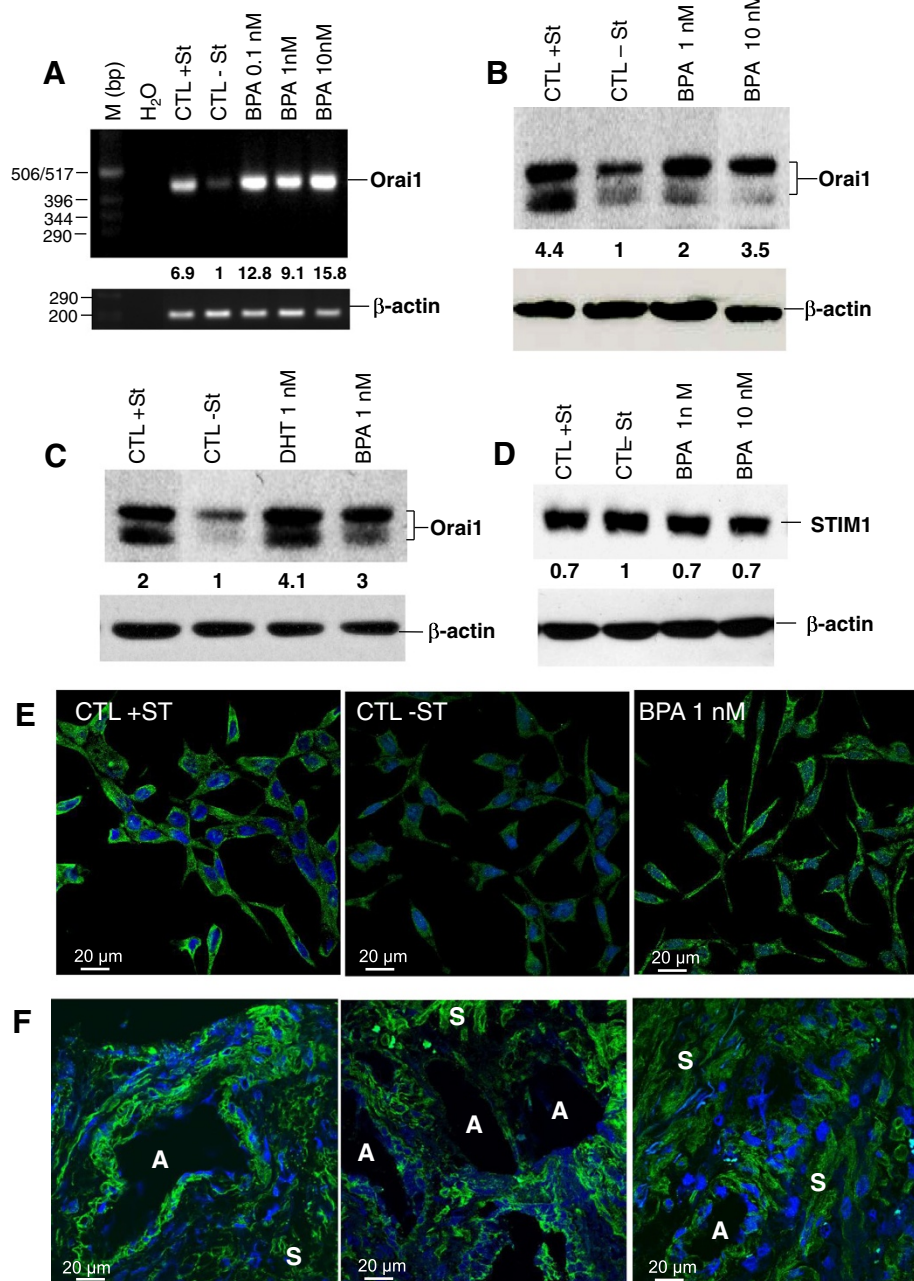 A
M (bp)
H2O
CTL +St
CTL - St
BPA 0.1 nM
BPA 1nM
BPA 10nM
506/517
396
344
290
Orai1
6.9 1 12.8 9.1 15.8
290
200
β-actin
B
CTL +St
CTL – St
BPA 1 nM
BPA 10 nM
Orai1
4.4 1 2 3.5
β-actin
C
CTL +St
CTL -St
DHT 1 nM
BPA 1 nM
Orai1
2 1 4.1 3
β-actin
D
CTL +St
CTL- St
BPA 1n M
BPA 10 nM
STIM1
0.7 1 0.7 0.7
β-actin
E
CTL +ST
CTL -ST
BPA 1 nM
20 µm
20 µm
20 µm
F
A
S
20 µm
S
A
A
A
20 µm
S
S
A
20 µm